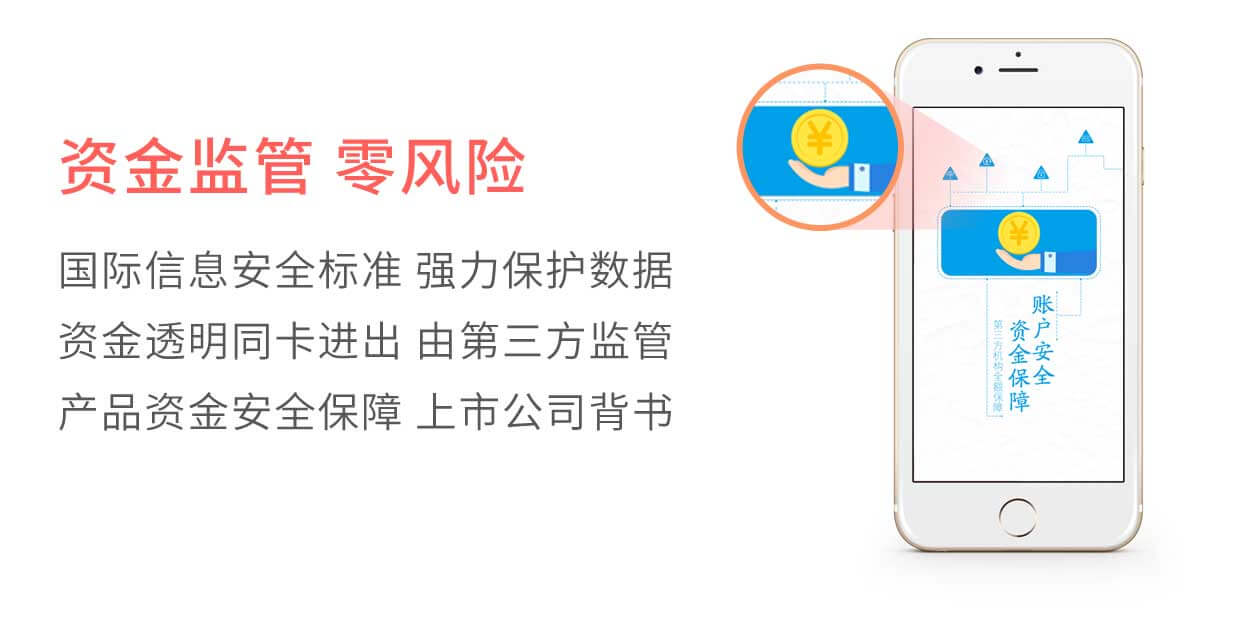 资金监管 零风险
国际信息安全标准 强力保护数据
资金透明同卡进出 由第三方监管
产品资金安全保障 上市公司背书
账户安全
资金保障
第三方机构全额保障